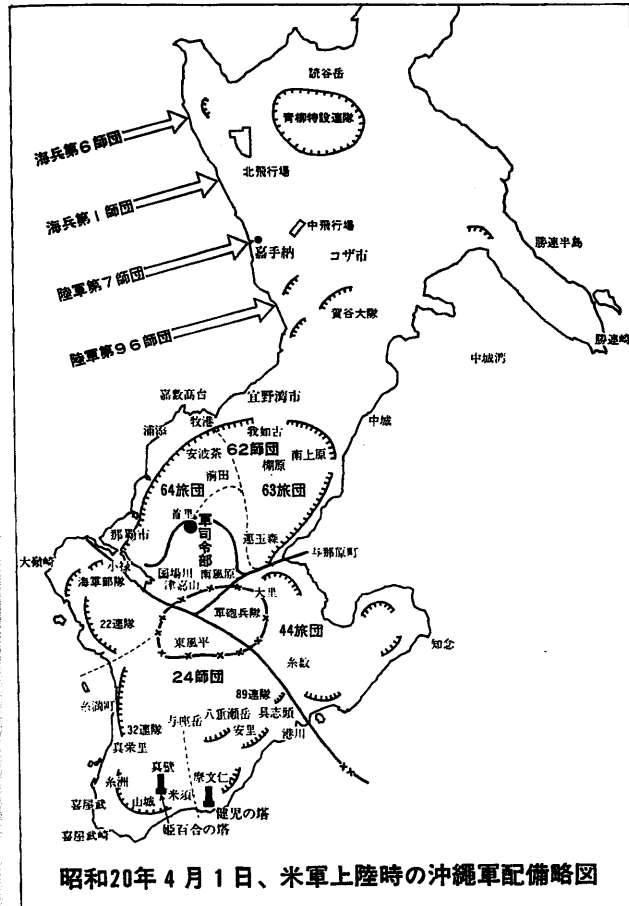 読谷岳
青柳特設連隊
海兵第6師団
北飛行場
海兵第1師団
中飛行場
嘉手納
コザ市
勝連半島
陸軍第7師団
賀谷大隊
勝連崎
陸軍第96師団
中城湾
嘉数高台
宜野湾市
牧港
中城
浦添
我如古
安波茶
62師団
南上原
棚原
前田
64旅団
63旅団
首里
軍司令部
那覇市
運玉森
与那原町
大嶺崎
小禄
国場川
南風原
津嘉山
海軍部隊
大里
軍砲兵隊
22連隊
44旅団
東風平
知念
糸数
24師団
89連隊
糸満町
八重瀬岳
具志頭
与座岳
32連隊
安里
港川
真栄里
真壁
摩文仁
糸洲
米須
山城
喜屋武
健児の塔
姫百合の塔
喜屋武崎
昭和20年4月1日、米軍上陸時の沖縄軍配備略図